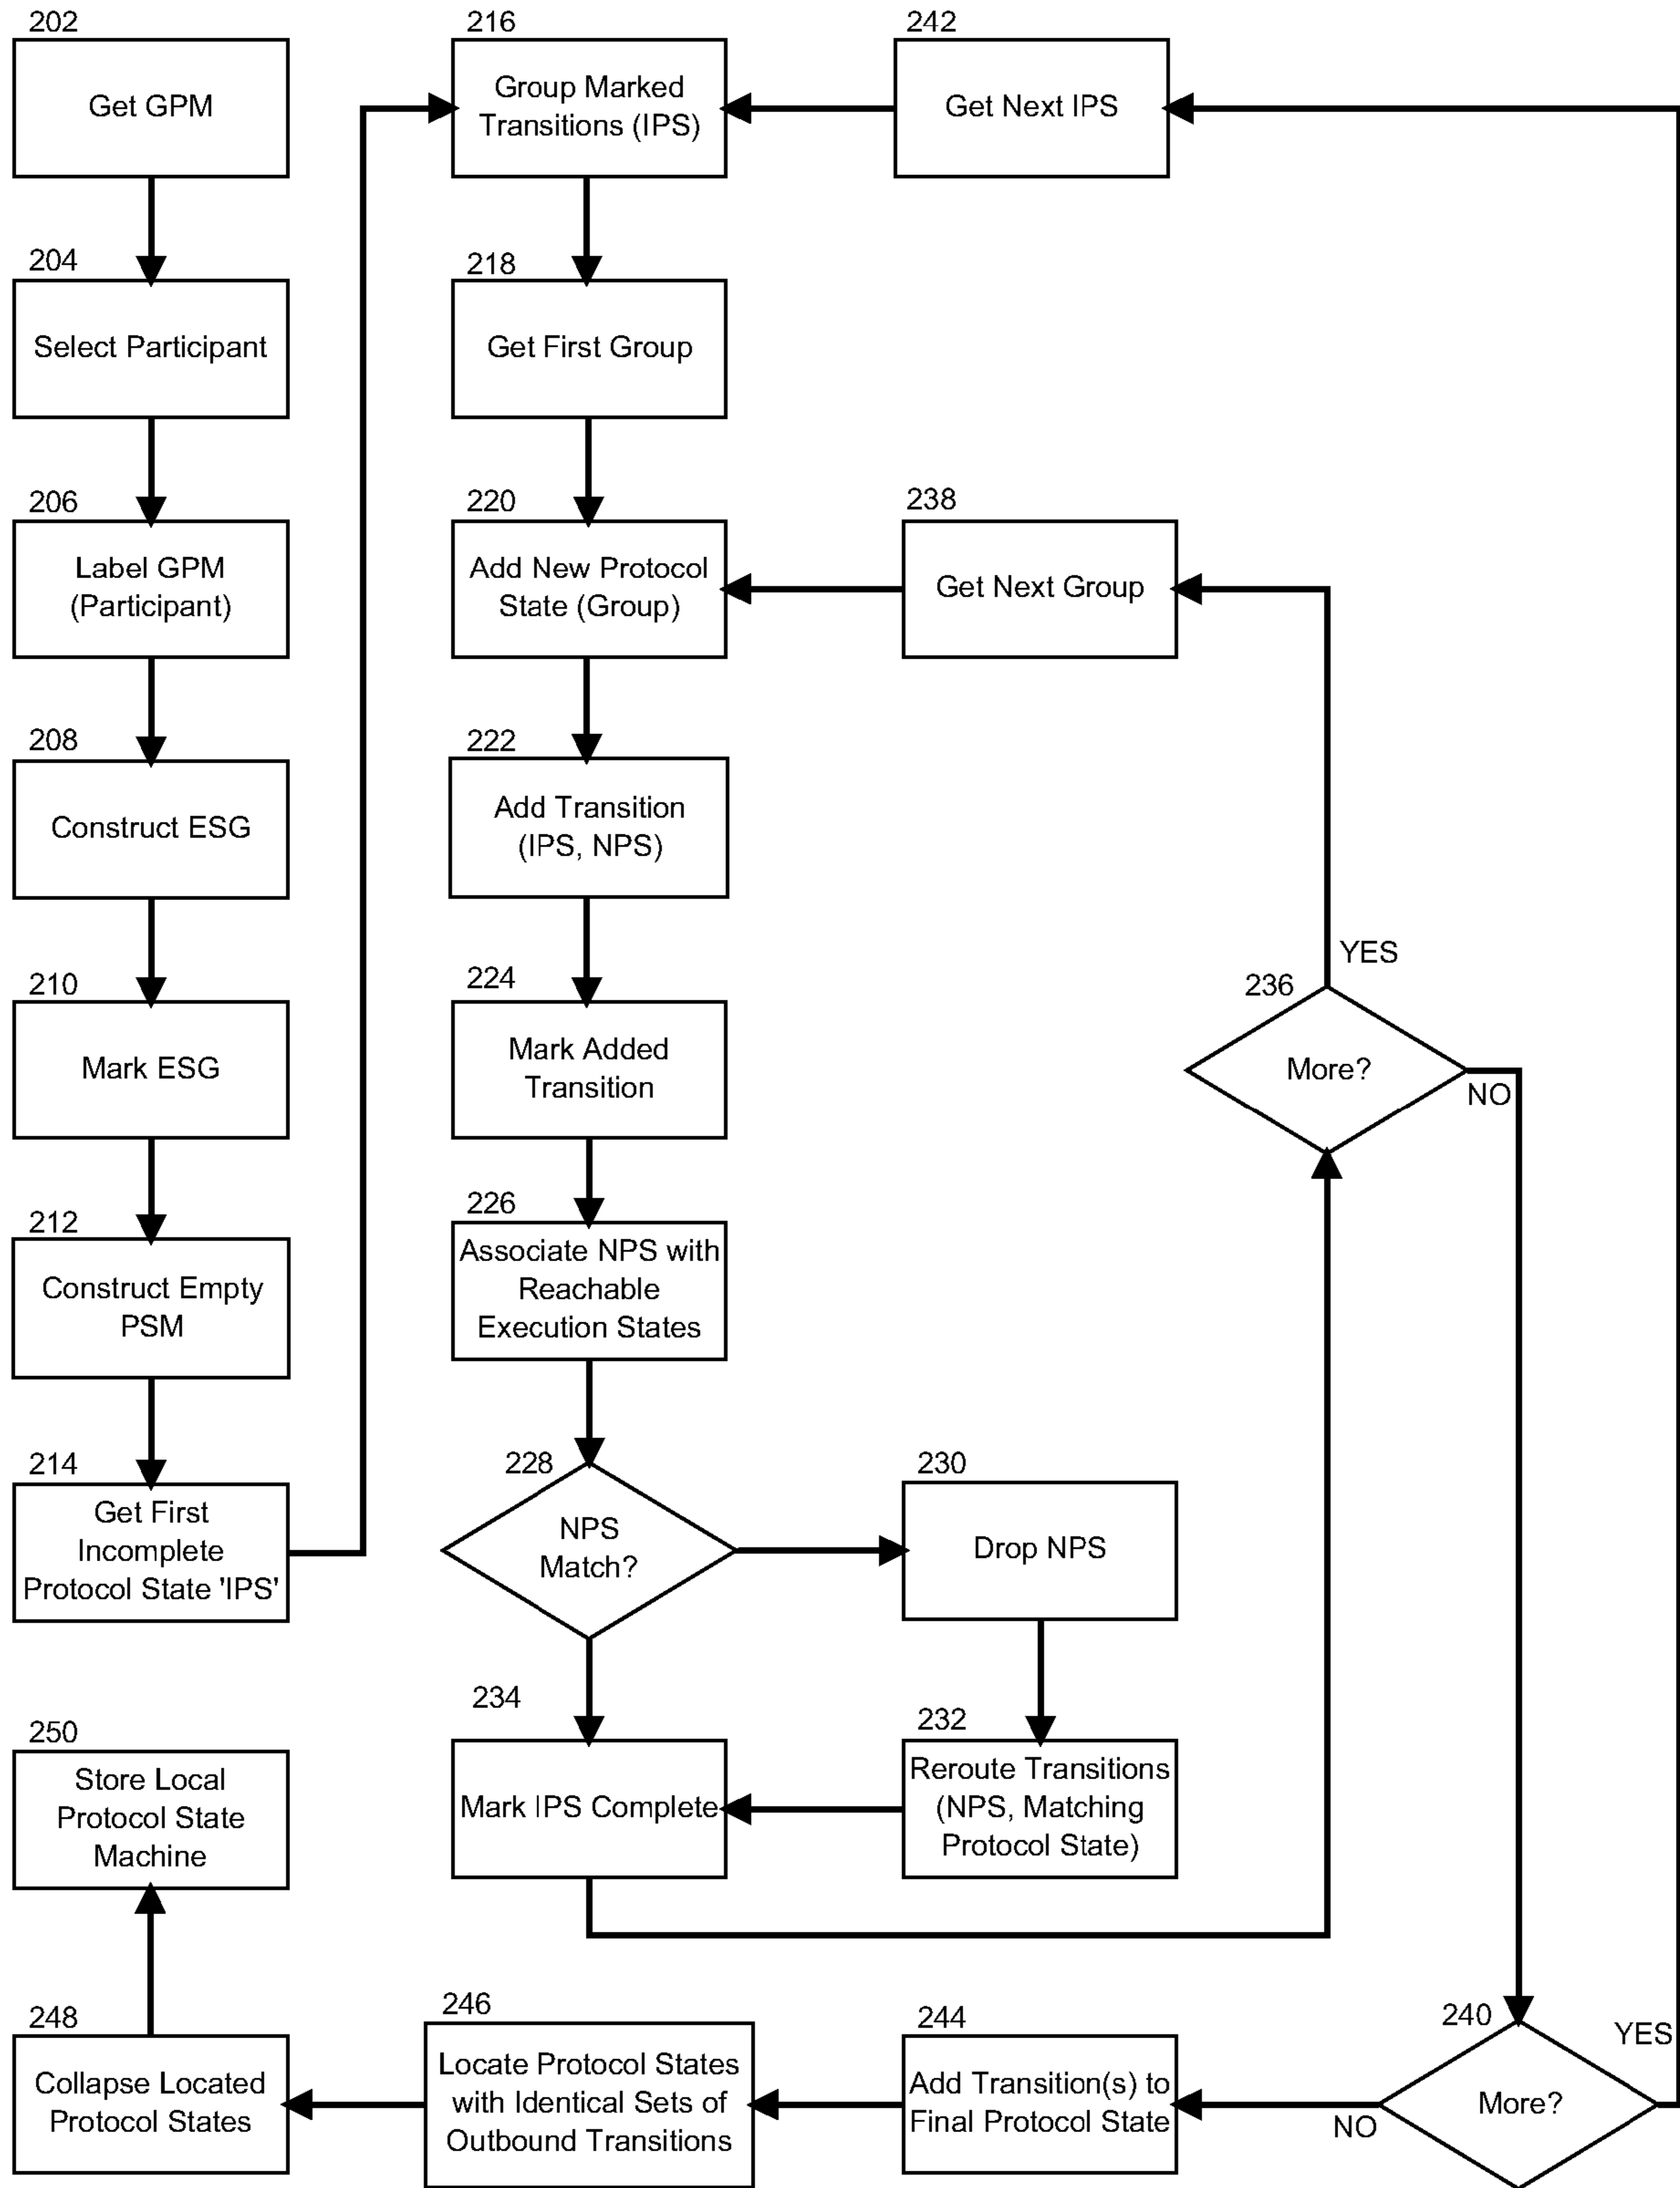 202
Get GPM
204
Select Participant
206
Label GPM
(Participant)
208
Construct ESG
210
Mark ESG
212
Construct Empty
PSM
214
Get First
Incomplete
Protocol State 'IPS'
216
Group Marked
Transitions (IPS)
218
Get First Group
220
Add New Protocol
State (Group)
222
Add Transition
(IPS, NPS)
224
Mark Added
Transition
226
Associate NPS with
Reachable
Execution States
228
NPS
Match?
230
Drop NPS
232
Reroute Transitions
(NPS, Matching
Protocol State)
234
Mark IPS Complete
236
More?
YES
NO
238
Get Next Group
240
More?
YES
NO
242
Get Next IPS
244
Add Transition(s) to
Final Protocol State
246
Locate Protocol States
with Identical Sets of
Outbound Transitions
248
Collapse Located
Protocol States
250
Store Local
Protocol State
Machine